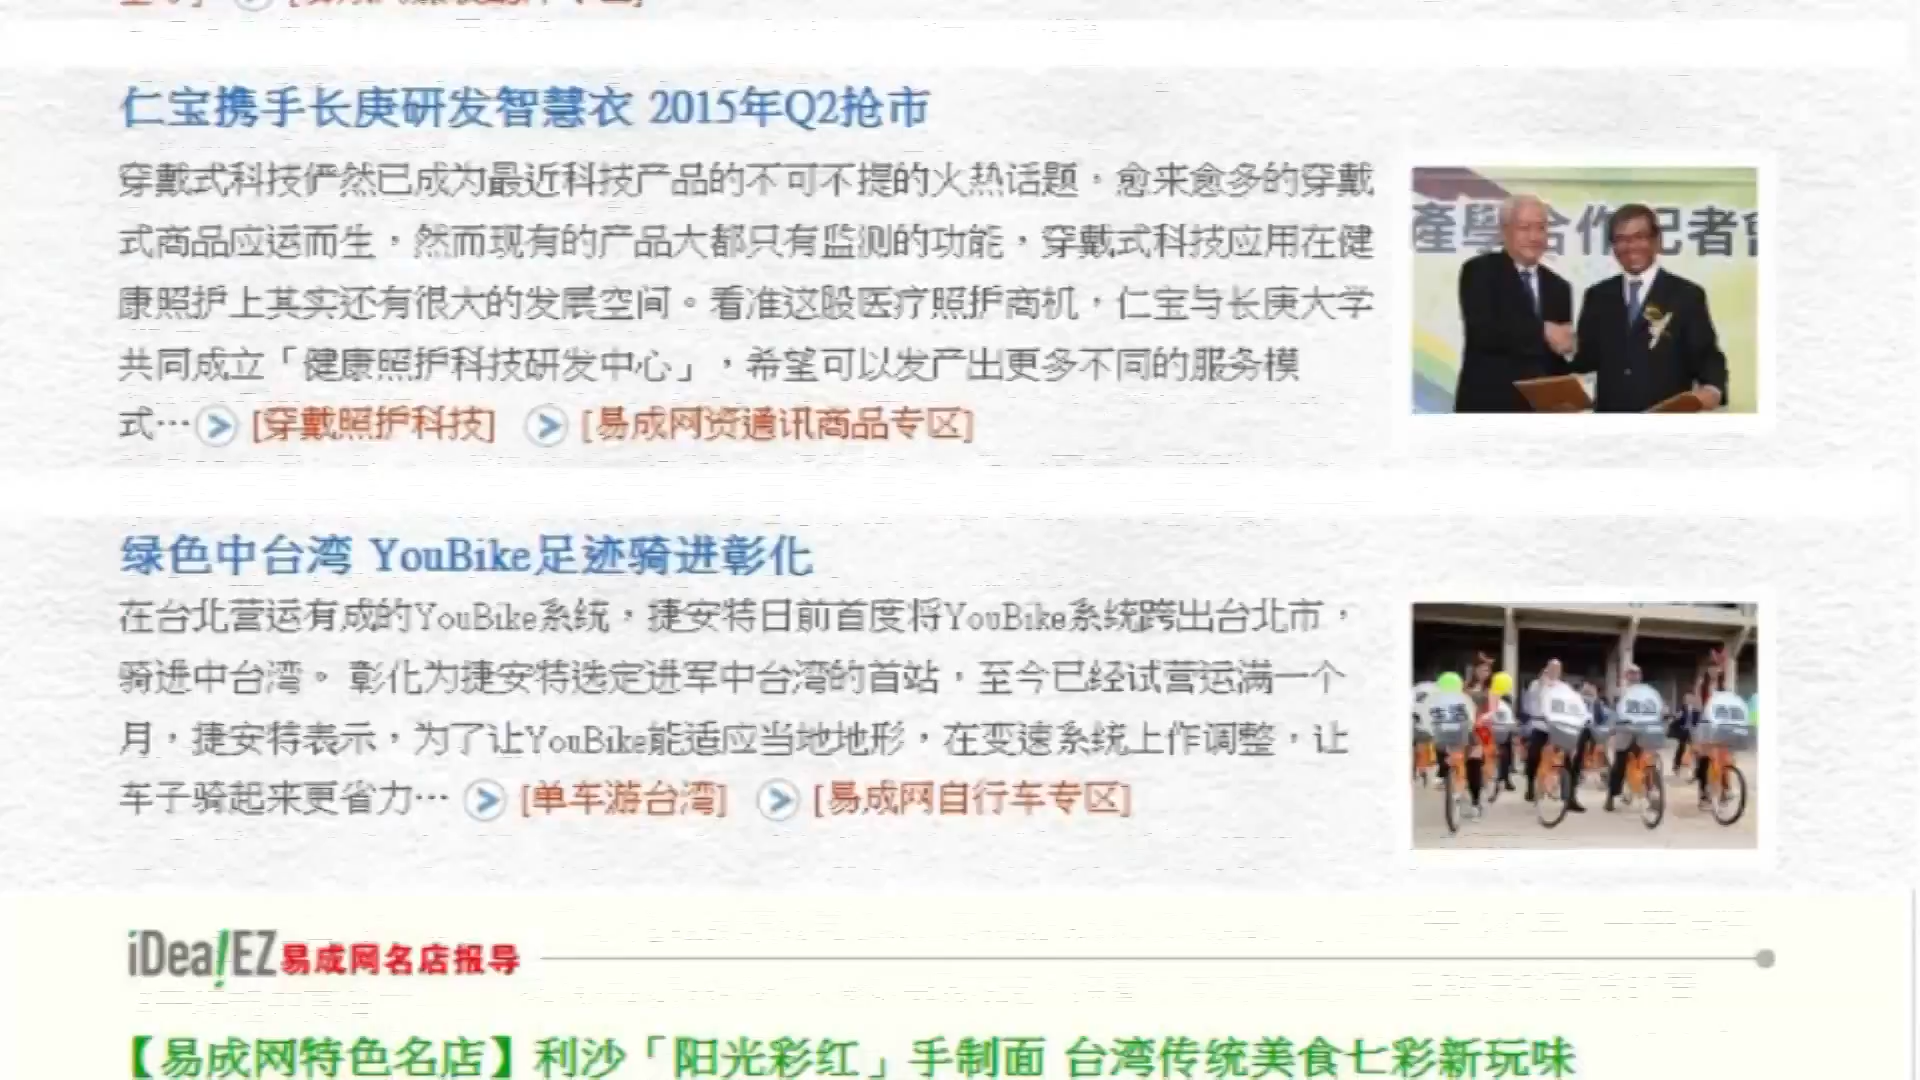 仁宝携手长庚研发智慧衣 2015年Q2抢市
穿戴式科技俨然已成为最近科技产品的不可不提的火热话题，愈来愈多的穿戴
式商品应运而生，然而现有的产品大都只有监测的功能，穿戴式科技应用在健
康照护上其实还有很大的发展空间。看准这股医疗照护商机，仁宝与长庚大学
共同成立「健康照护科技研发中心」，希望可以发产出更多不同的服务模
式… [穿戴照护科技] [易成网资通讯商品专区]
產學合作記者會
绿色中台湾 YouBike足迹骑进彰化
在台北营运有成的YouBike系统，捷安特日前首度将YouBike系统跨出台北市，
骑进中台湾。 彰化为捷安特选定进军中台湾的首站，至今已经试营运满一个
月，捷安特表示，为了让YouBike能适应当地地形，在变速系统上作调整，让
车子骑起来更省力… [单车游台湾] [易成网自行车专区]
生活
iDea!EZ易成网名店报导
【易成网特色名店】利沙「阳光彩红」手制面 台湾传统美食七彩新玩味